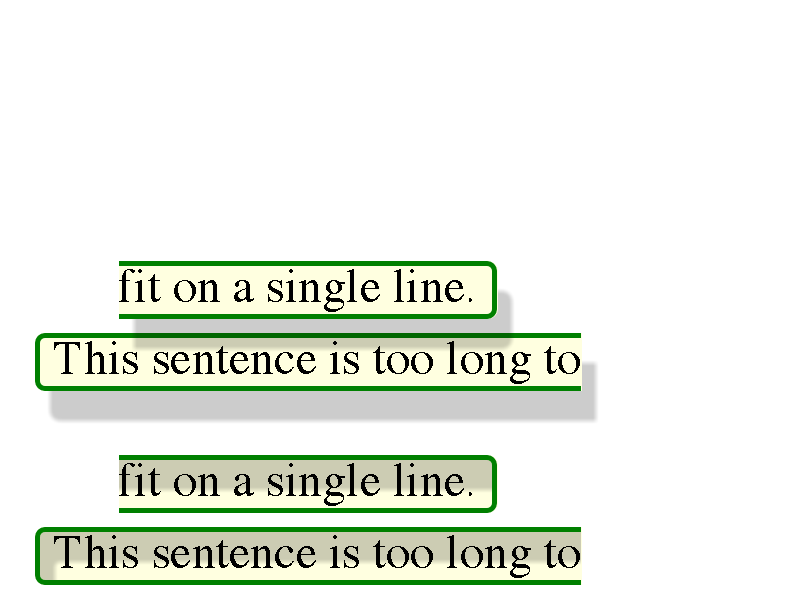 fit on a single line.
This sentence is too long to
fit on a single line.
This sentence is too long to